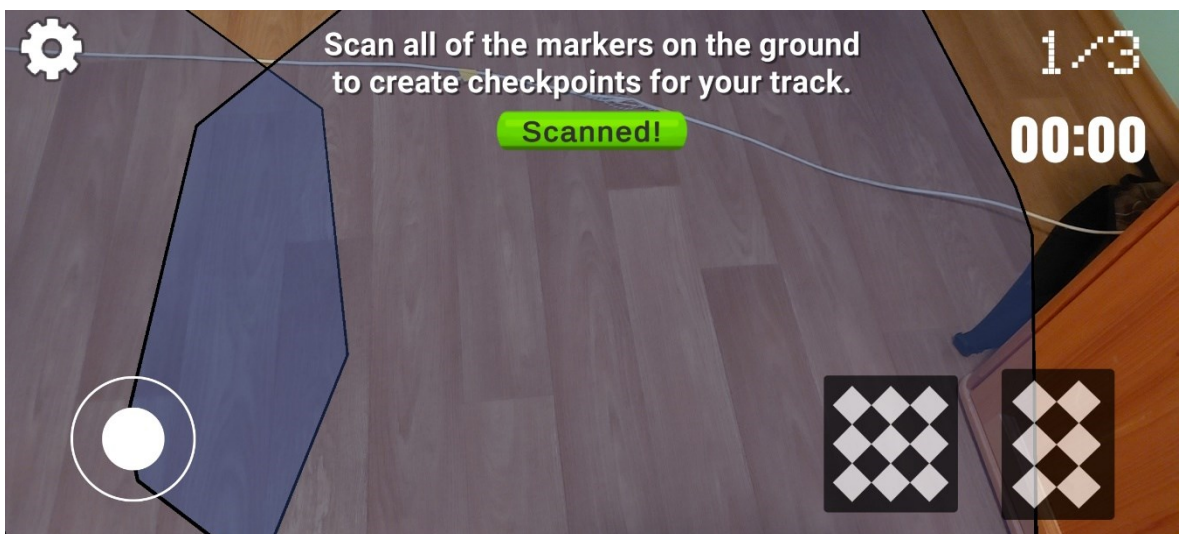 Scan all of the markers on the ground
to create checkpoints for your track.
Scanned!
1/3
00:00